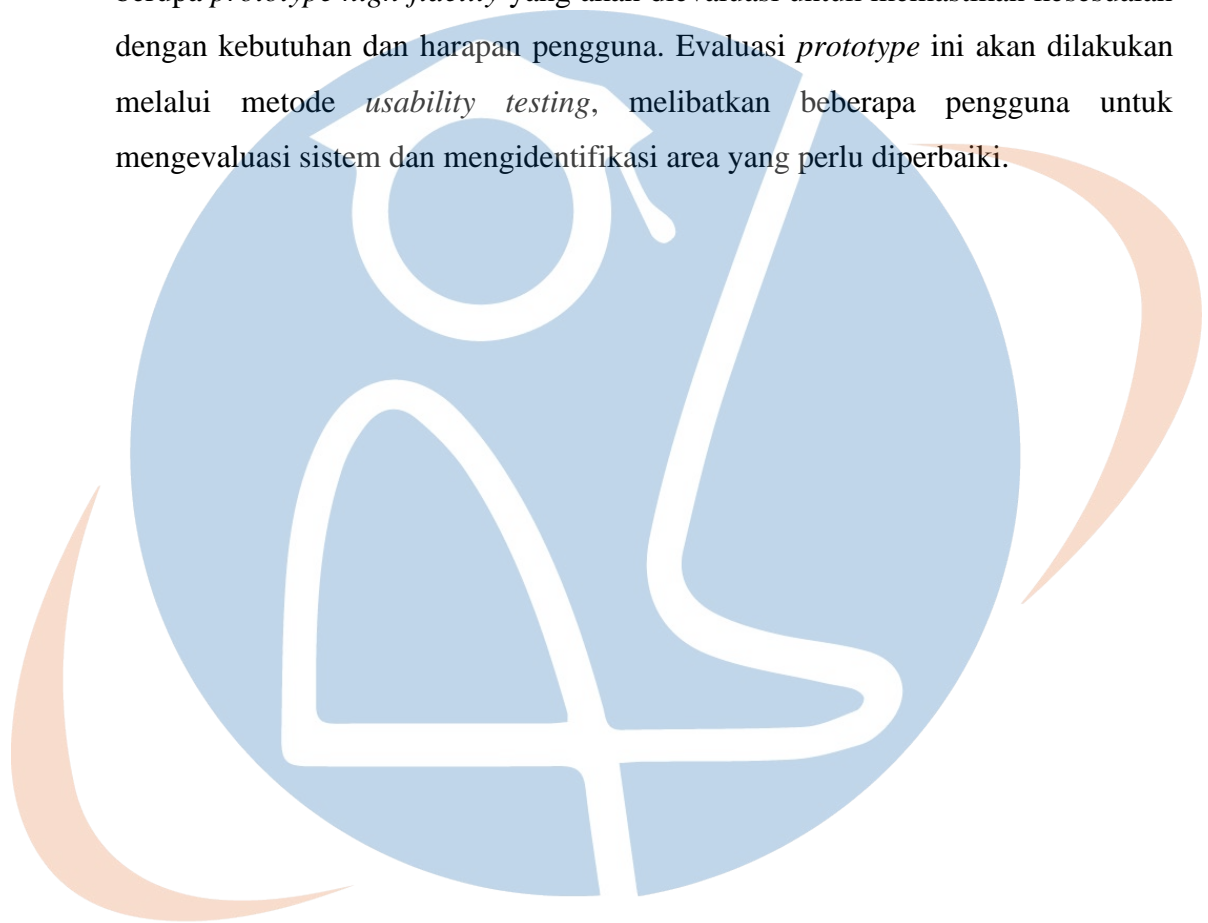 dengan kebutuhan dan harapan pengguna. Evaluasi prototype ini akan dilakukan
melalui metode usability testing, melibatkan beberapa pengguna untuk
mengevaluasi sistem dan mengidentifikasi area yang perlu diperbaiki.